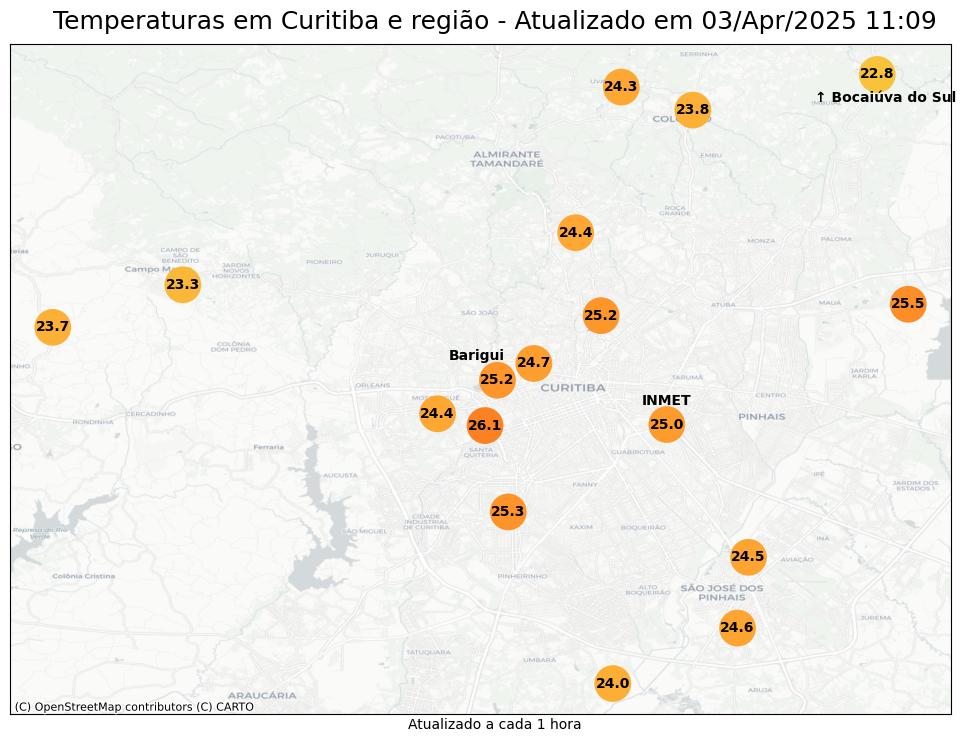 Temperaturas em Curitiba e região - Atualizado em 03/Apr/2025 11:09
SERRINHA
22.8
24.3
↑ Bocaiúva do Sul
23.8
PACOTUBA
ALMIRANTE
TAMANDARÉ
EMBU
ROÇA
GRANDE
24.4
MONZA
PALOMA
CAMPO DE
SÃO
BENEDITO
JURUQUI
PIONEIRO
JARDIM
NOVOS
HORIZONTES
23.3
25.5
ATUBA
MAUÁ
SÃO JOÃO
25.2
23.7
COLÔNIA
DOM PEDRO
Barigui
24.7
JARDIM
KARLA
TARUMÃ
25.2
ORLEANS
CURITIBA
CENTRO
INMET
24.4
CERCADINHO
PINHAIS
RONDINHA
26.1
25.0
Ferraria
SANTA
QUITÉRIA
GUABIROTUBA
AUGUSTA
IPÊ
FANNY
JARDIM DOS
ESTADOS 1
25.3
CIDADE
INDUSTRIAL
DE CURITIBA
XAXIM
BOQUEIRÃO
SÃO MIGUEL
Represa do Rio
Verde
INÁ
24.5
AVIAÇÃO
Colônia Cristina
PINHEIRINHO
ALTO
BOQUEIRÃO
SÃO JOSÉ DOS
PINHAIS
JUREMA
24.6
TATUQUARA
UMBARÁ
24.0
ARUJÁ
ARAUCÁRIA
(C) OpenStreetMap contributors (C) CARTO
Atualizado a cada 1 hora